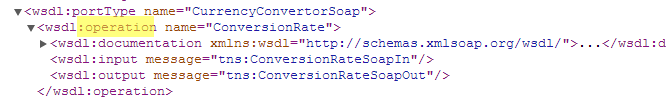 ▼<wsdl:portType name="CurrencyConvertorSoap">
▼<wsdl:operation name="ConversionRate">
▶<wsdl:documentation xmlns:wsdl="http://schemas.xmlsoap.org/wsdl/">...</wsdl:d
<wsdl:input message="tns:ConversionRateSoapIn"/>
<wsdl:output message="tns:ConversionRateSoapOut"/>
</wsdl:operation>